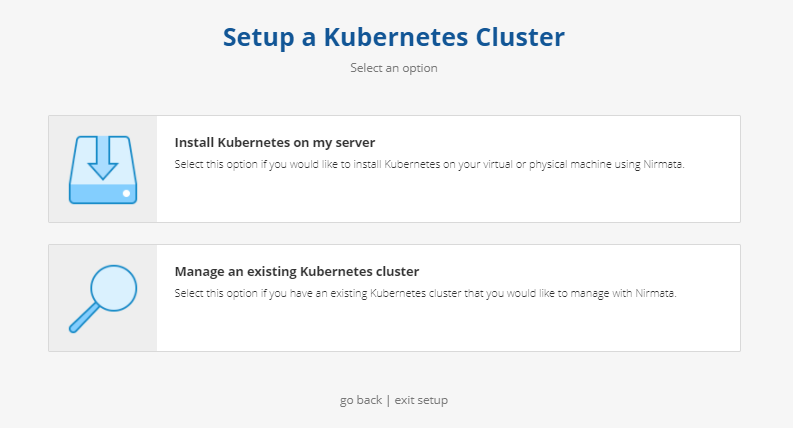 Setup a Kubernetes Cluster
Select an option
Install Kubernetes on my server
Select this option if you would like to install Kubernetes on your virtual or physical machine using Nirmata.
Manage an existing Kubernetes cluster
Select this option if you have an existing Kubernetes cluster that you would like to manage with Nirmata.
go back | exit setup